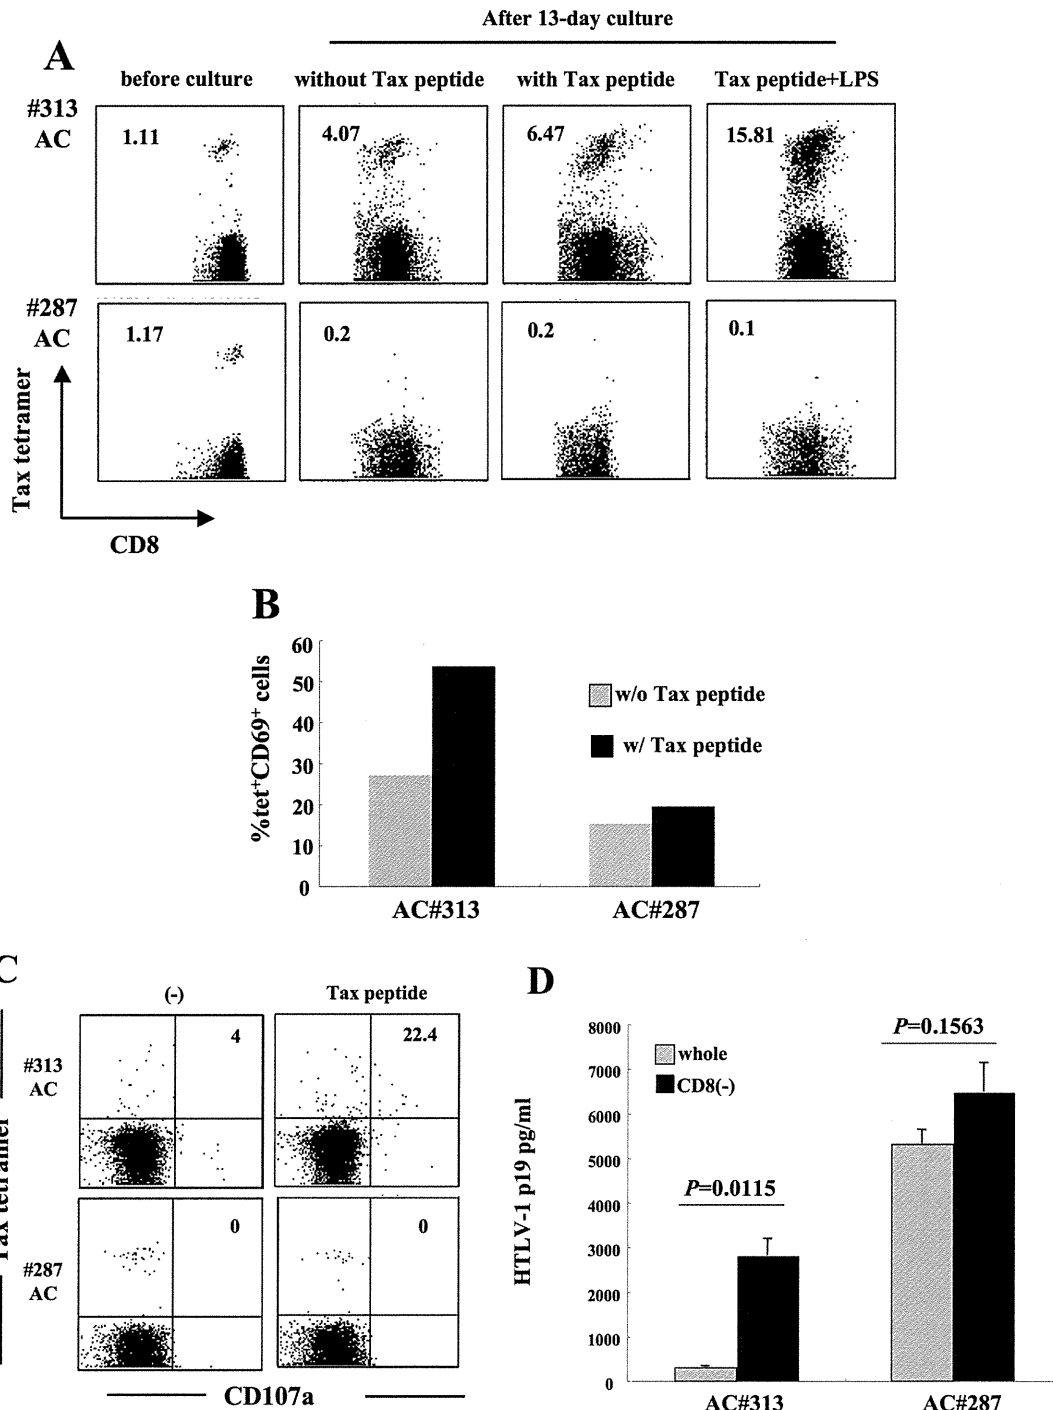 After 13-day culture
A
before culture
without Tax peptide
with Tax peptide
Tax peptide+LPS
#313
AC
1.11
4.07
6.47
15.81
#287
AC
1.17
0.2
0.2
0.1
Tax tetramer
CD8
B
%tet+CD69+ cells
60
50
40
30
20
10
0
w/o Tax peptide
w/ Tax peptide
AC#313
AC#287
C
(-)
Tax peptide
#313
AC
4
22.4
#287
AC
0
0
Tax tetramer
CD107a
D
HTLV-1 p19 pg/ml
8000
7000
6000
5000
4000
3000
2000
1000
0
whole
CD8(-)
P=0.0115
P=0.1563
AC#313
AC#287